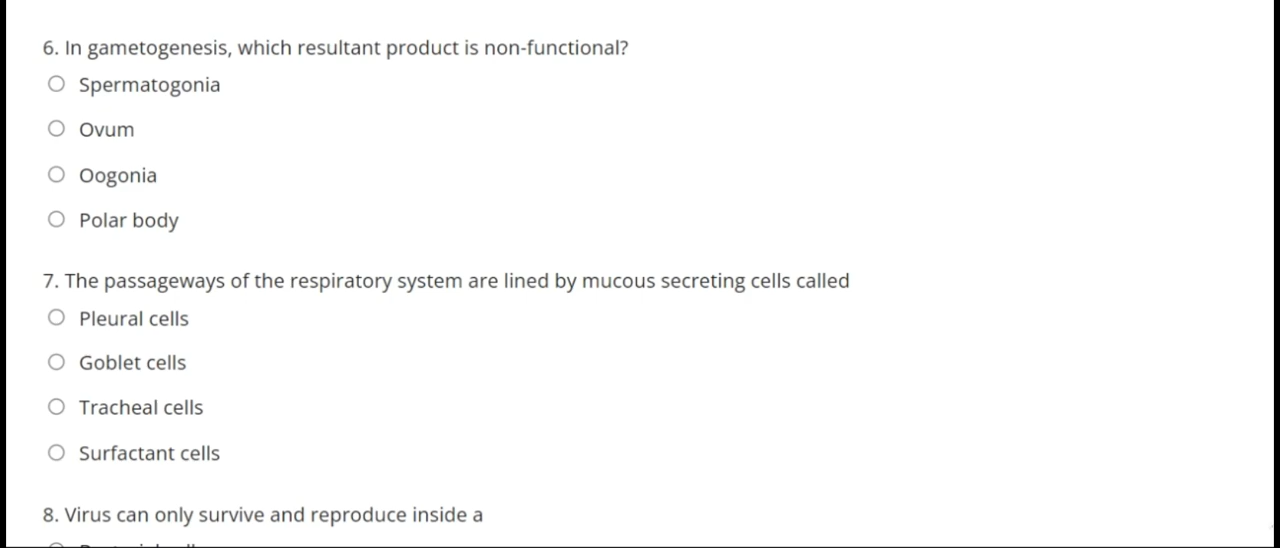 6. In gametogenesis, which resultant product is non-functional?
Spermatogonia
Ovum
Oogonia
Polar body
7. The passageways of the respiratory system are lined by mucous secreting cells called
Pleural cells
Goblet cells
Tracheal cells
Surfactant cells
8. Virus can only survive and reproduce inside a